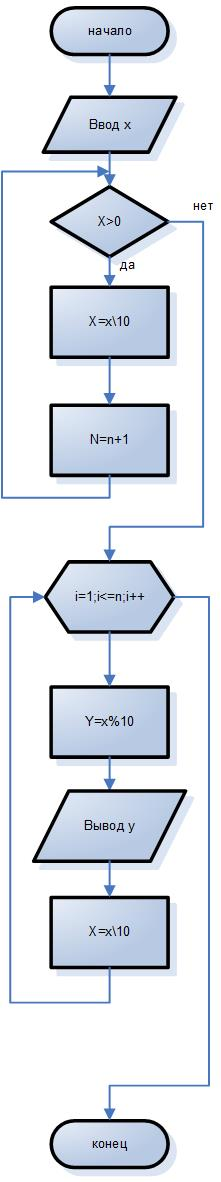 начало
Ввод x
X>0
нет
да
X=x\10
N=n+1
i=1;i<=n;i++
Y=x%10
Вывод y
X=x\10
конец